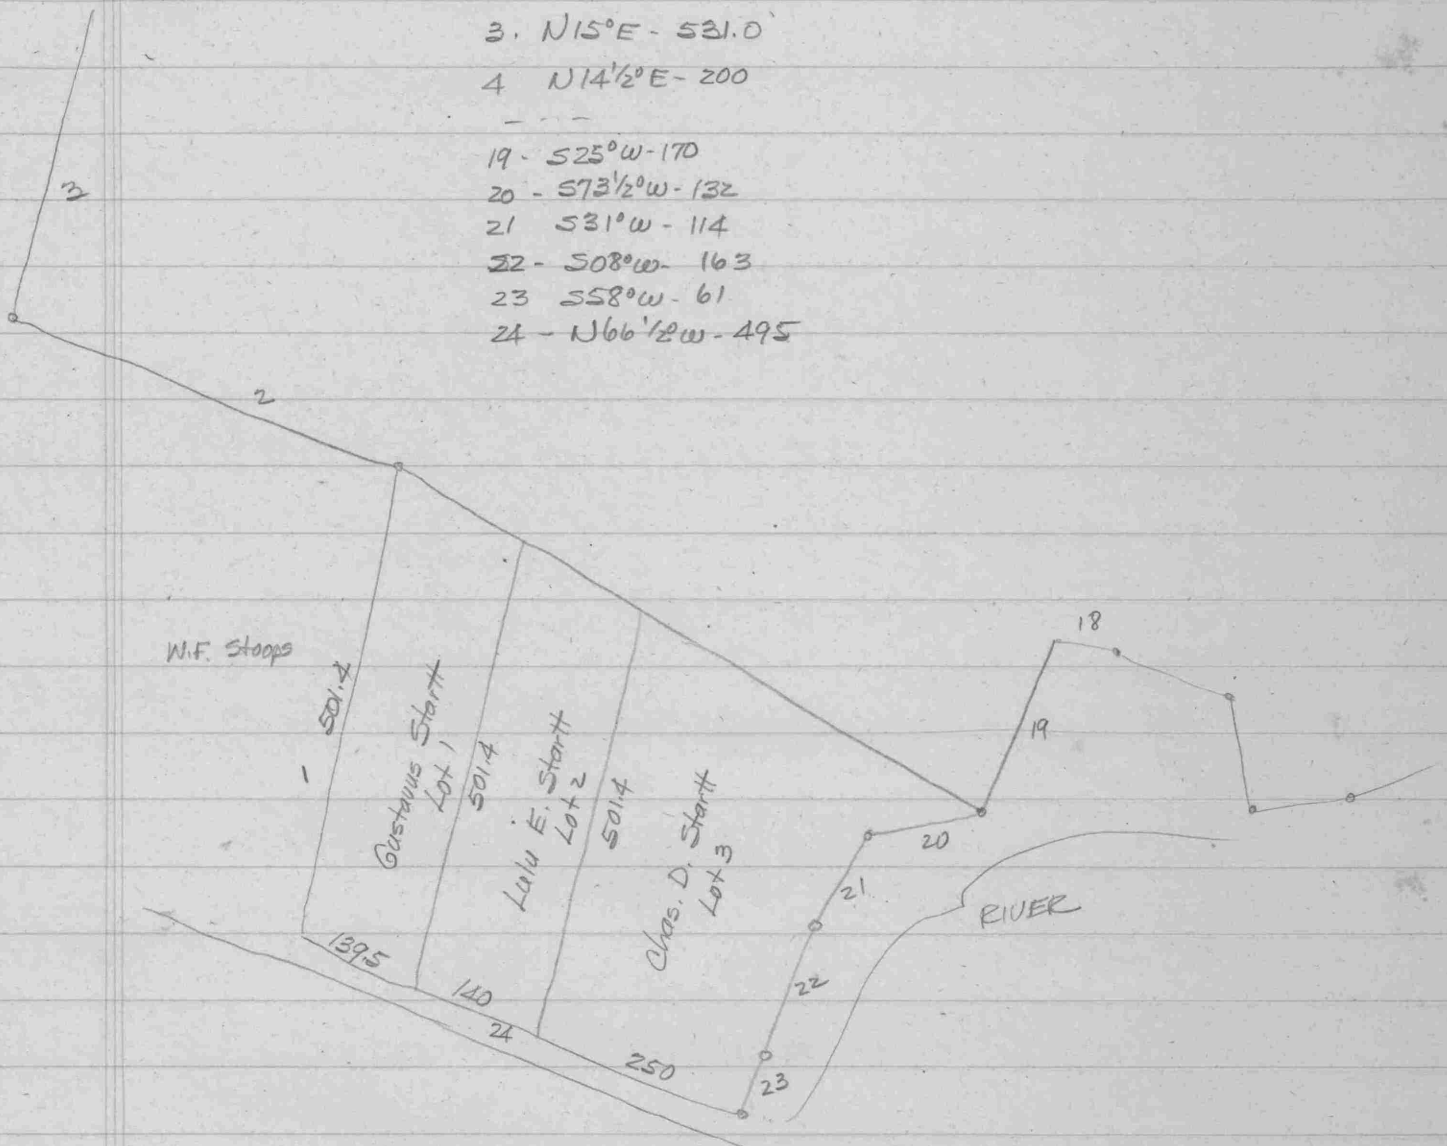 3. N15°E - 531.0'
4 N14½°E - 200
- - - -
19 - S25°W - 170
20 - S73½°W - 132
21 S31°W - 114
22 - S08°W - 163
23 S58°W - 61
24 - N66½°W - 495
3
2
W.F. Stoops
1
501.4
Gustavus Startt
Lot 1
501.4
Lulu E. Startt
Lot 2
501.4
Chas. D. Startt
Lot 3
18
19
20
21
22
23
RIVER
139.5
140
24
250